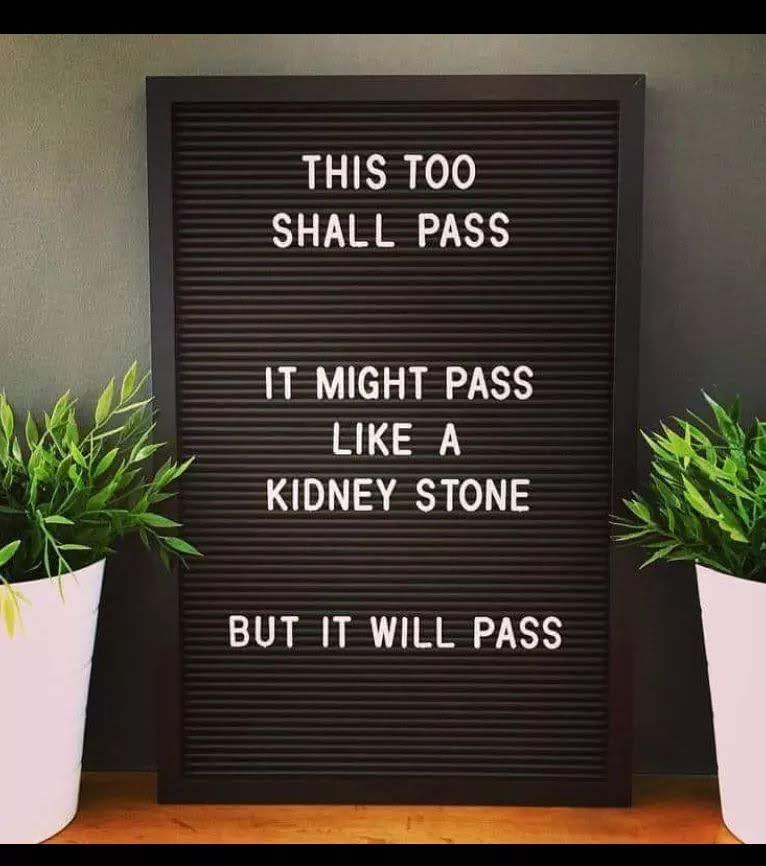 THIS TOO
SHALL PASS
IT MIGHT PASS
LIKE A
KIDNEY STONE
BUT IT WILL PASS